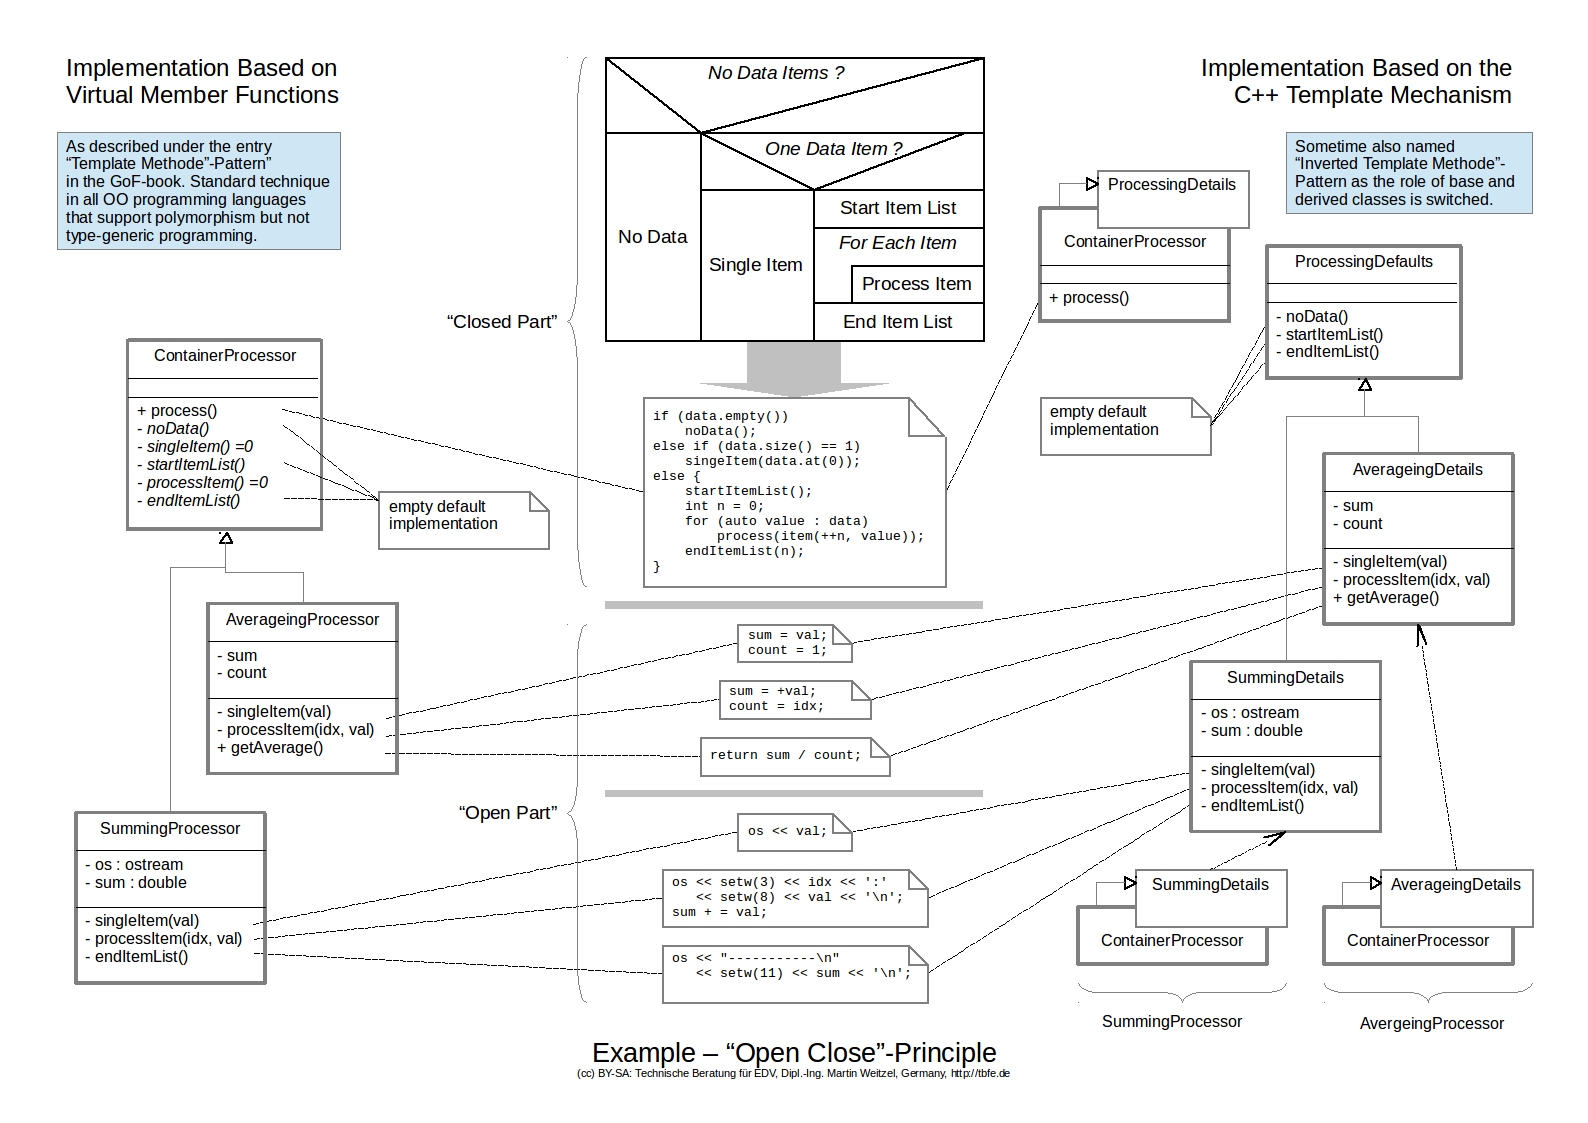 Implementation Based on
Virtual Member Functions
As described under the entry
“Template Methode”-Pattern”
in the GoF-book. Standard technique
in all OO programming languages
that support polymorphism but not
type-generic programming.
ContainerProcessor
+ process()
- noData()
- singleItem() =0
- startItemList()
- processItem() =0
- endItemList()
empty default
implementation
AverageingProcessor
- sum
- count
- singleItem(val)
- processItem(idx, val)
+ getAverage()
SummingProcessor
- os : ostream
- sum : double
- singleItem(val)
- processItem(idx, val)
- endItemList()
“Closed Part”
“Open Part”
No Data Items ?
One Data Item ?
No Data
Single Item
Start Item List
For Each Item
Process Item
End Item List
if (data.empty())
    noData();
else if (data.size() == 1)
    singeItem(data.at(0));
else {
    startItemList();
    int n = 0;
    for (auto value : data)
        process(item(++n, value));
    endItemList(n);
}
sum = val;
count = 1;
sum = +val;
count = idx;
return sum / count;
os << val;
os << setw(3) << idx << ':'
   << setw(8) << val << '\n';
sum + = val;
os << "-----------\n"
   << setw(11) << sum << '\n';
Implementation Based on the
C++ Template Mechanism
Sometime also named
“Inverted Template Methode”-
Pattern as the role of base and
derived classes is switched.
ProcessingDetails
ContainerProcessor
+ process()
ProcessingDefaults
- noData()
- startItemList()
- endItemList()
empty default
implementation
AverageingDetails
- sum
- count
- singleItem(val)
- processItem(idx, val)
+ getAverage()
SummingDetails
- os : ostream
- sum : double
- singleItem(val)
- processItem(idx, val)
- endItemList()
SummingDetails
ContainerProcessor
SummingProcessor
AverageingDetails
ContainerProcessor
AvergeingProcessor
Example – “Open Close”-Principle
(cc) BY-SA: Technische Beratung für EDV, Dipl.-Ing. Martin Weitzel, Germany, http://tbfe.de